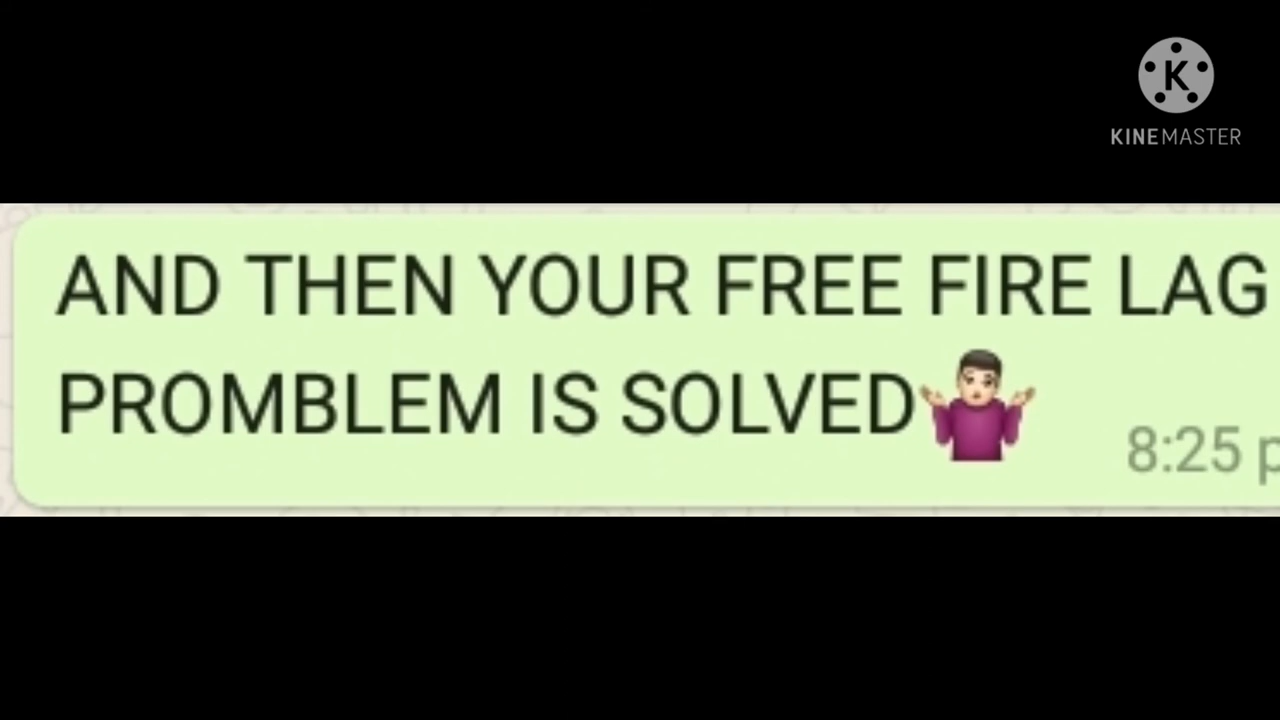 K
KINEMASTER
AND THEN YOUR FREE FIRE LAG
PROMBLEM IS SOLVED🤷🏻‍♂️
8:25 p